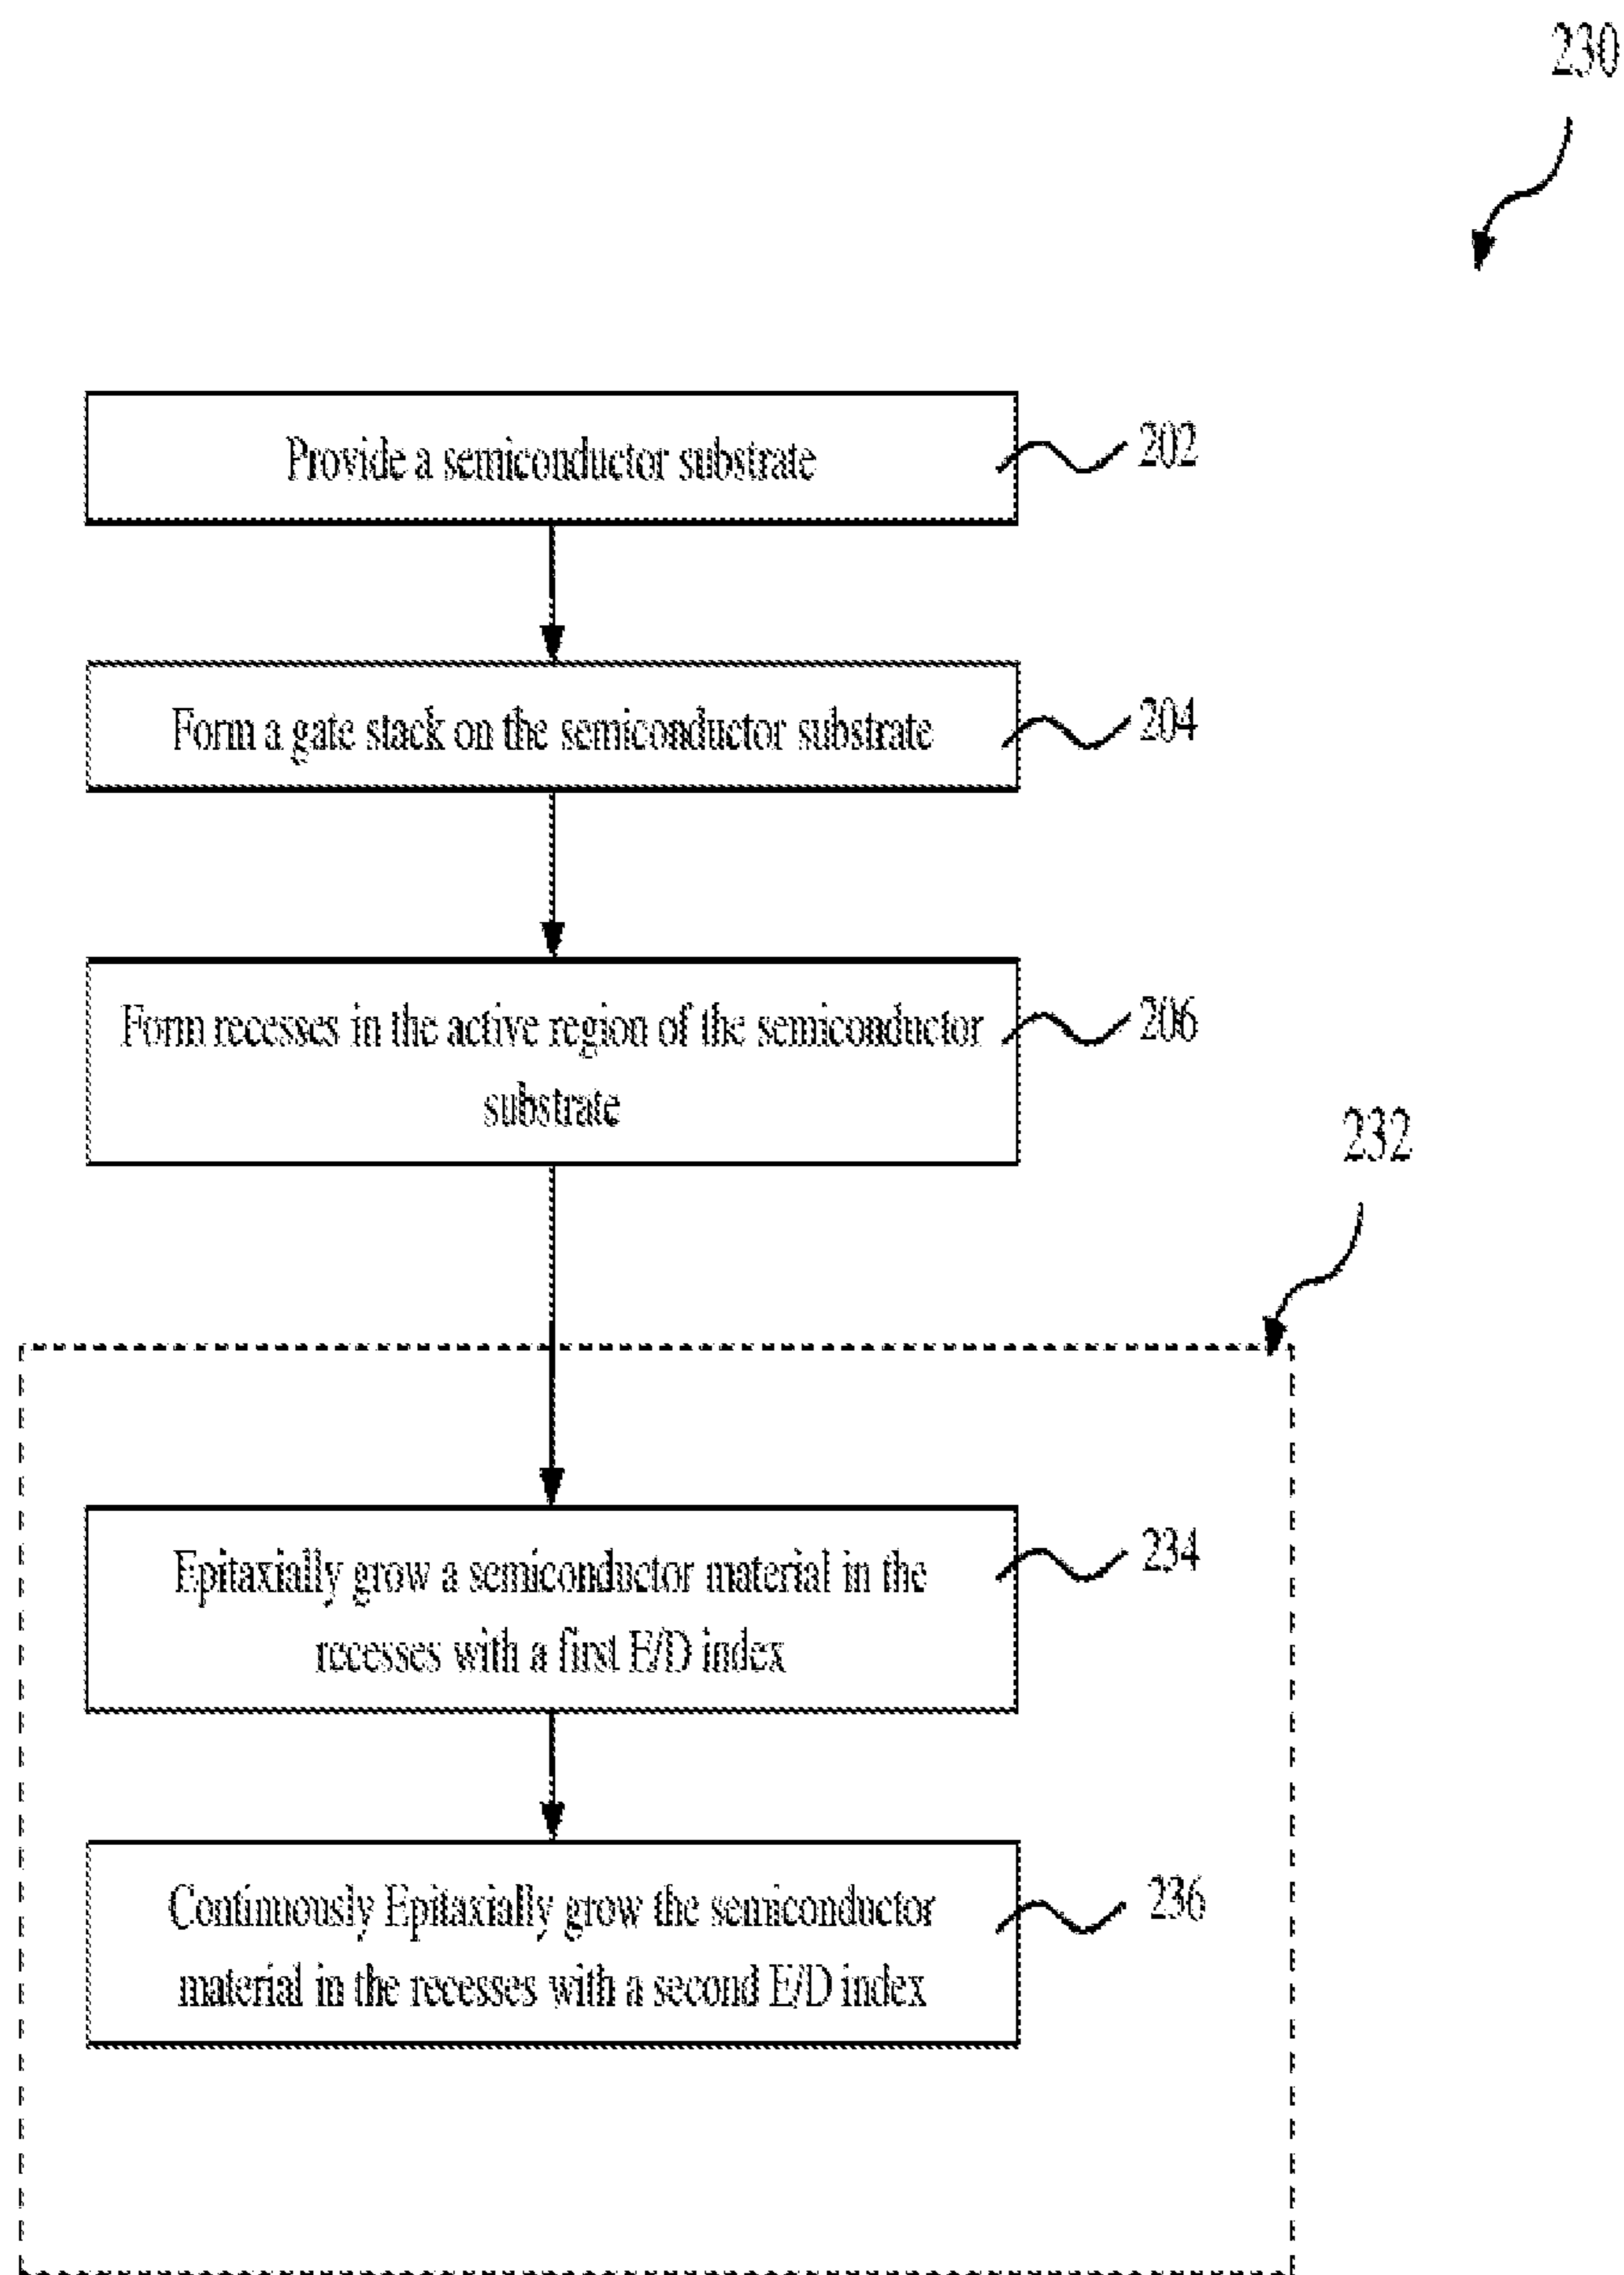 230
Provide a semiconductor substrate
202
Form a gate stack on the semiconductor substrate
204
Form recesses in the active region of the semiconductor
substrate
206
232
Epitaxially grow a semiconductor material in the
recesses with a first E/D index
234
Continuously Epitaxially grow the semiconductor
material in the recesses with a second E/D index
236